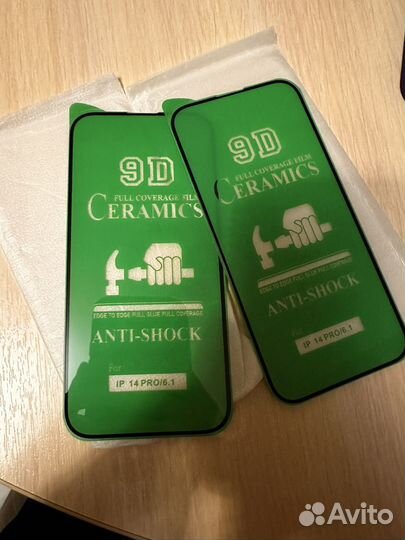 9D
FULL COVERAGE FILM
CERAMICS
EDGE TO EDGE FULL GLUE FULL COVERAGE
ANTI-SHOCK
For
IP 14 PRO/6.1
9D
FULL COVERAGE FILM
CERAMICS
EDGE TO EDGE FULL GLUE FULL COVERAGE
ANTI-SHOCK
For
IP 14 PRO/6.1
Avito